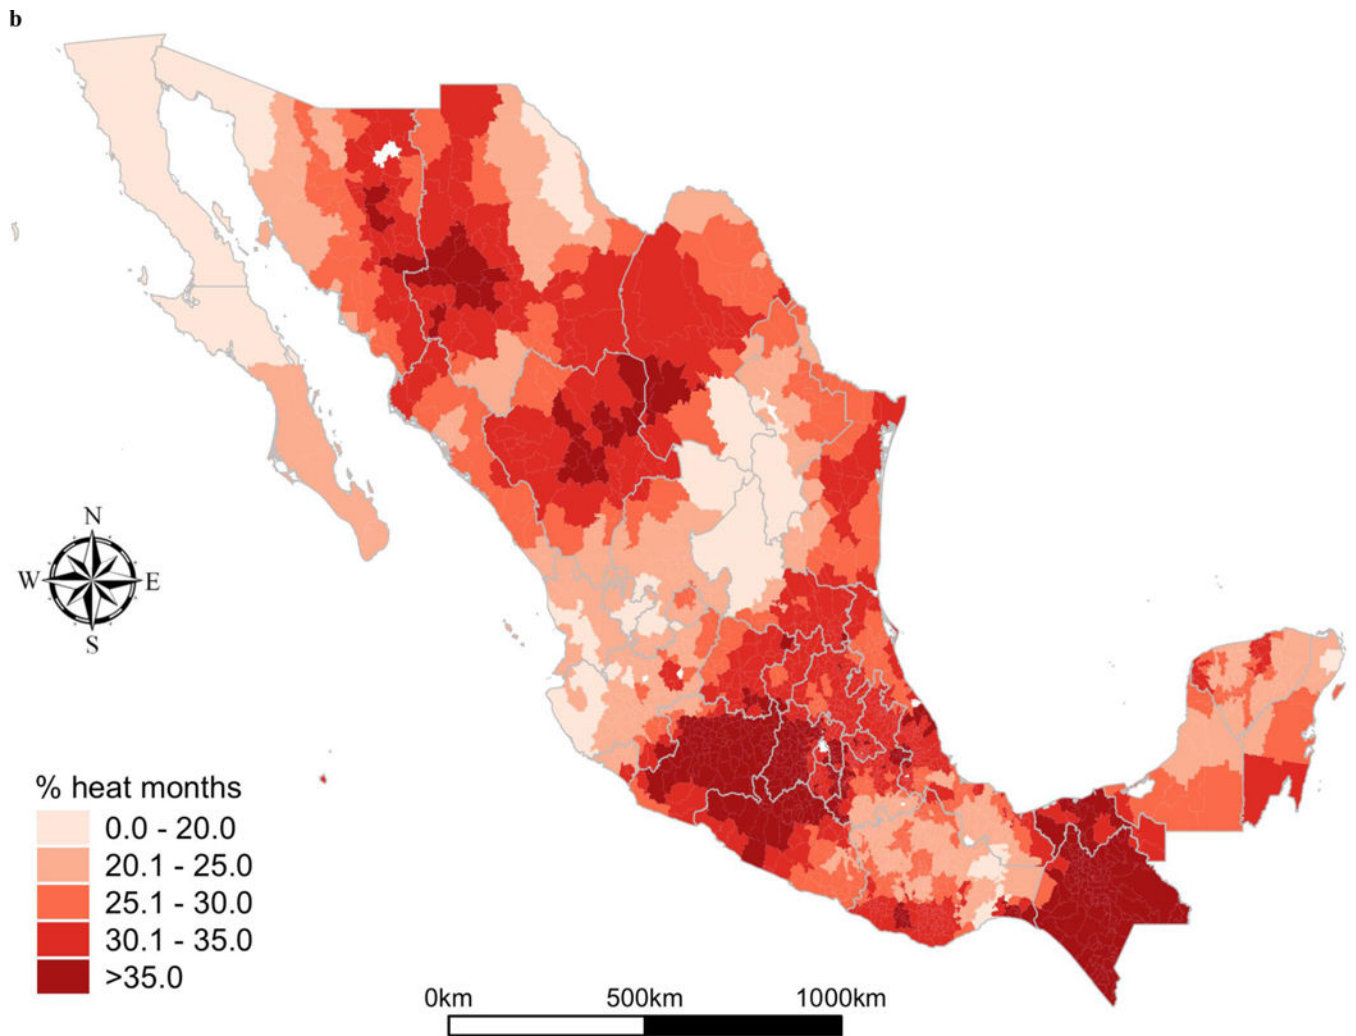 b
N
W E
S
% heat months
0.0 - 20.0
20.1 - 25.0
25.1 - 30.0
30.1 - 35.0
>35.0
0km 500km 1000km